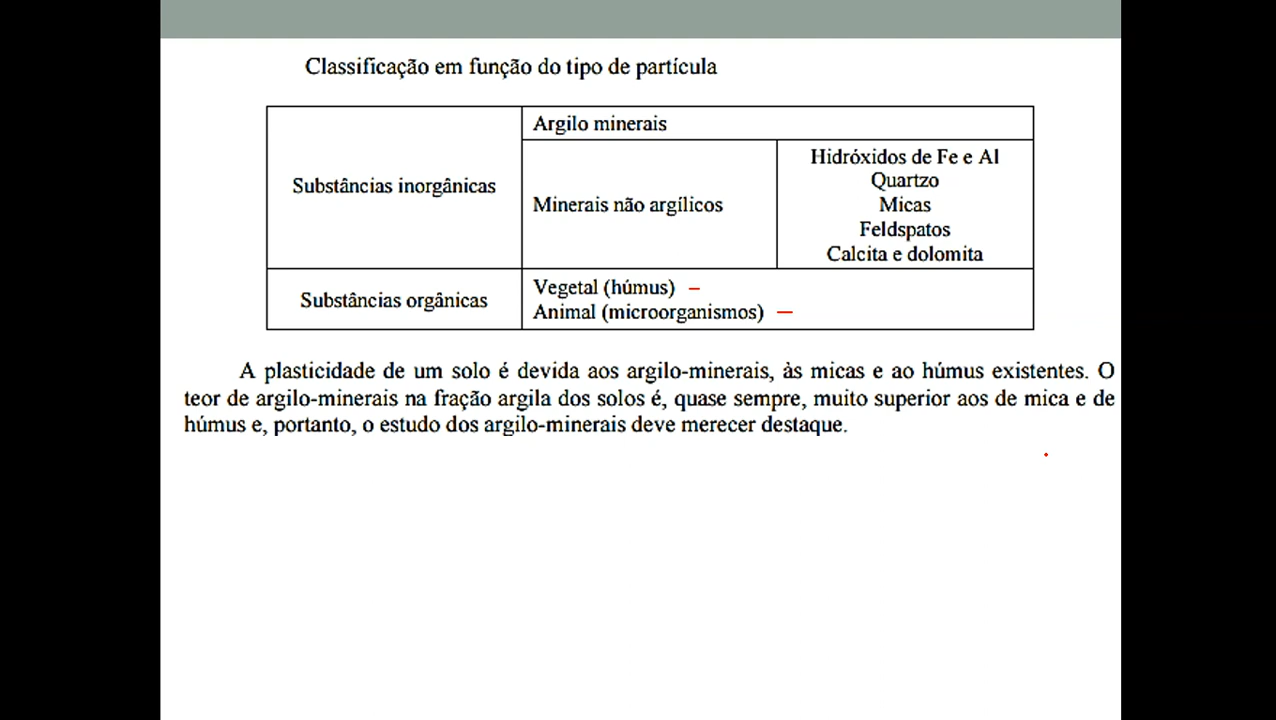 Classificação em função do tipo de partícula
Substâncias inorgânicas
Argilo minerais
Minerais não argílicos
Hidróxidos de Fe e Al
Quartzo
Micas
Feldspatos
Calcita e dolomita
Substâncias orgânicas
Vegetal (húmus)
Animal (microorganismos)
A plasticidade de um solo é devida aos argilo-minerais, às micas e ao húmus existentes. O
teor de argilo-minerais na fração argila dos solos é, quase sempre, muito superior aos de mica e de
húmus e, portanto, o estudo dos argilo-minerais deve merecer destaque.